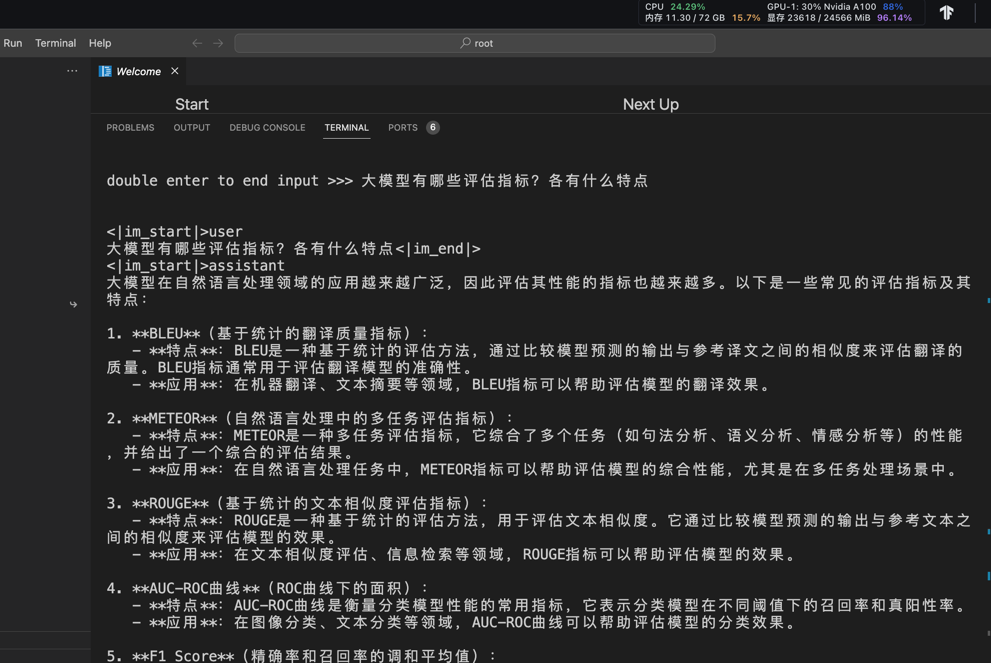 CPU 24.29% GPU-1: 30% Nvidia A100 88%
内存 11.30 / 72 GB 15.7% 显存 23618 / 24566 MiB 96.14%
Run Terminal Help
root
Welcome
Start Next Up
PROBLEMS OUTPUT DEBUG CONSOLE TERMINAL PORTS 6
double enter to end input >>> 大模型有哪些评估指标？各有什么特点
<|im_start|>user
大模型有哪些评估指标？各有什么特点<|im_end|>
<|im_start|>assistant
大模型在自然语言处理领域的应用越来越广泛，因此评估其性能的指标也越来越多。以下是一些常见的评估指标及其
特点：
1. **BLEU**（基于统计的翻译质量指标）：
- **特点**：BLEU是一种基于统计的评估方法，通过比较模型预测的输出与参考译文之间的相似度来评估翻译的
质量。BLEU指标通常用于评估翻译模型的准确性。
- **应用**：在机器翻译、文本摘要等领域，BLEU指标可以帮助评估模型的翻译效果。
2. **METEOR**（自然语言处理中的多任务评估指标）：
- **特点**：METEOR是一种多任务评估指标，它综合了多个任务（如句法分析、语义分析、情感分析等）的性能
，并给出了一个综合的评估结果。
- **应用**：在自然语言处理任务中，METEOR指标可以帮助评估模型的综合性能，尤其是在多任务处理场景中。
3. **ROUGE**（基于统计的文本相似度评估指标）：
- **特点**：ROUGE是一种基于统计的评估方法，用于评估文本相似度。它通过比较模型预测的输出与参考文本之
间的相似度来评估模型的效果。
- **应用**：在文本相似度评估、信息检索等领域，ROUGE指标可以帮助评估模型的效果。
4. **AUC-ROC曲线**（ROC曲线下的面积）：
- **特点**：AUC-ROC曲线是衡量分类模型性能的常用指标，它表示分类模型在不同阈值下的召回率和真阳性率。
- **应用**：在图像分类、文本分类等领域，AUC-ROC曲线可以帮助评估模型的分类效果。
5. **F1 Score**（精确率和召回率的调和平均值）：